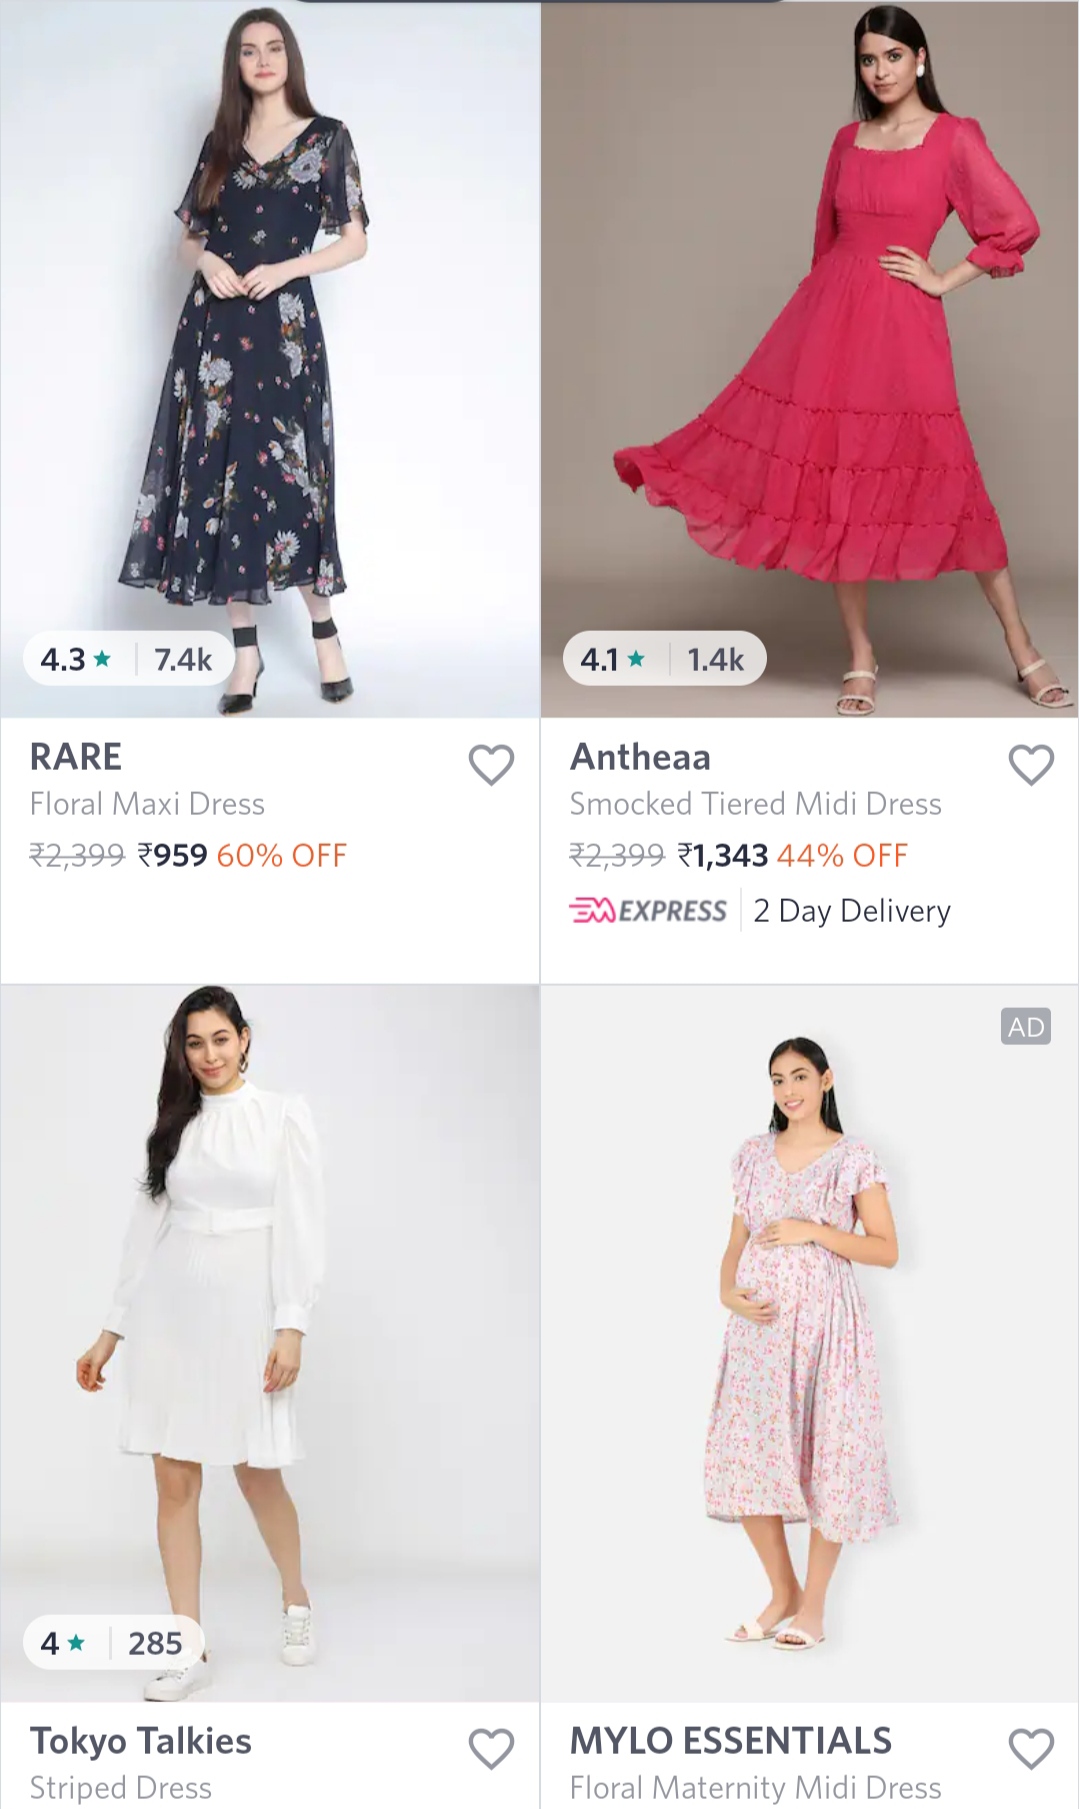 4.3 ★ | 7.4k
RARE
Floral Maxi Dress
₹2,399 ₹959 60% OFF
4.1 ★ | 1.4k
Antheaa
Smocked Tiered Midi Dress
₹2,399 ₹1,343 44% OFF
EXPRESS | 2 Day Delivery
4 ★ | 285
Tokyo Talkies
Striped Dress
AD
MYLO ESSENTIALS
Floral Maternity Midi Dress